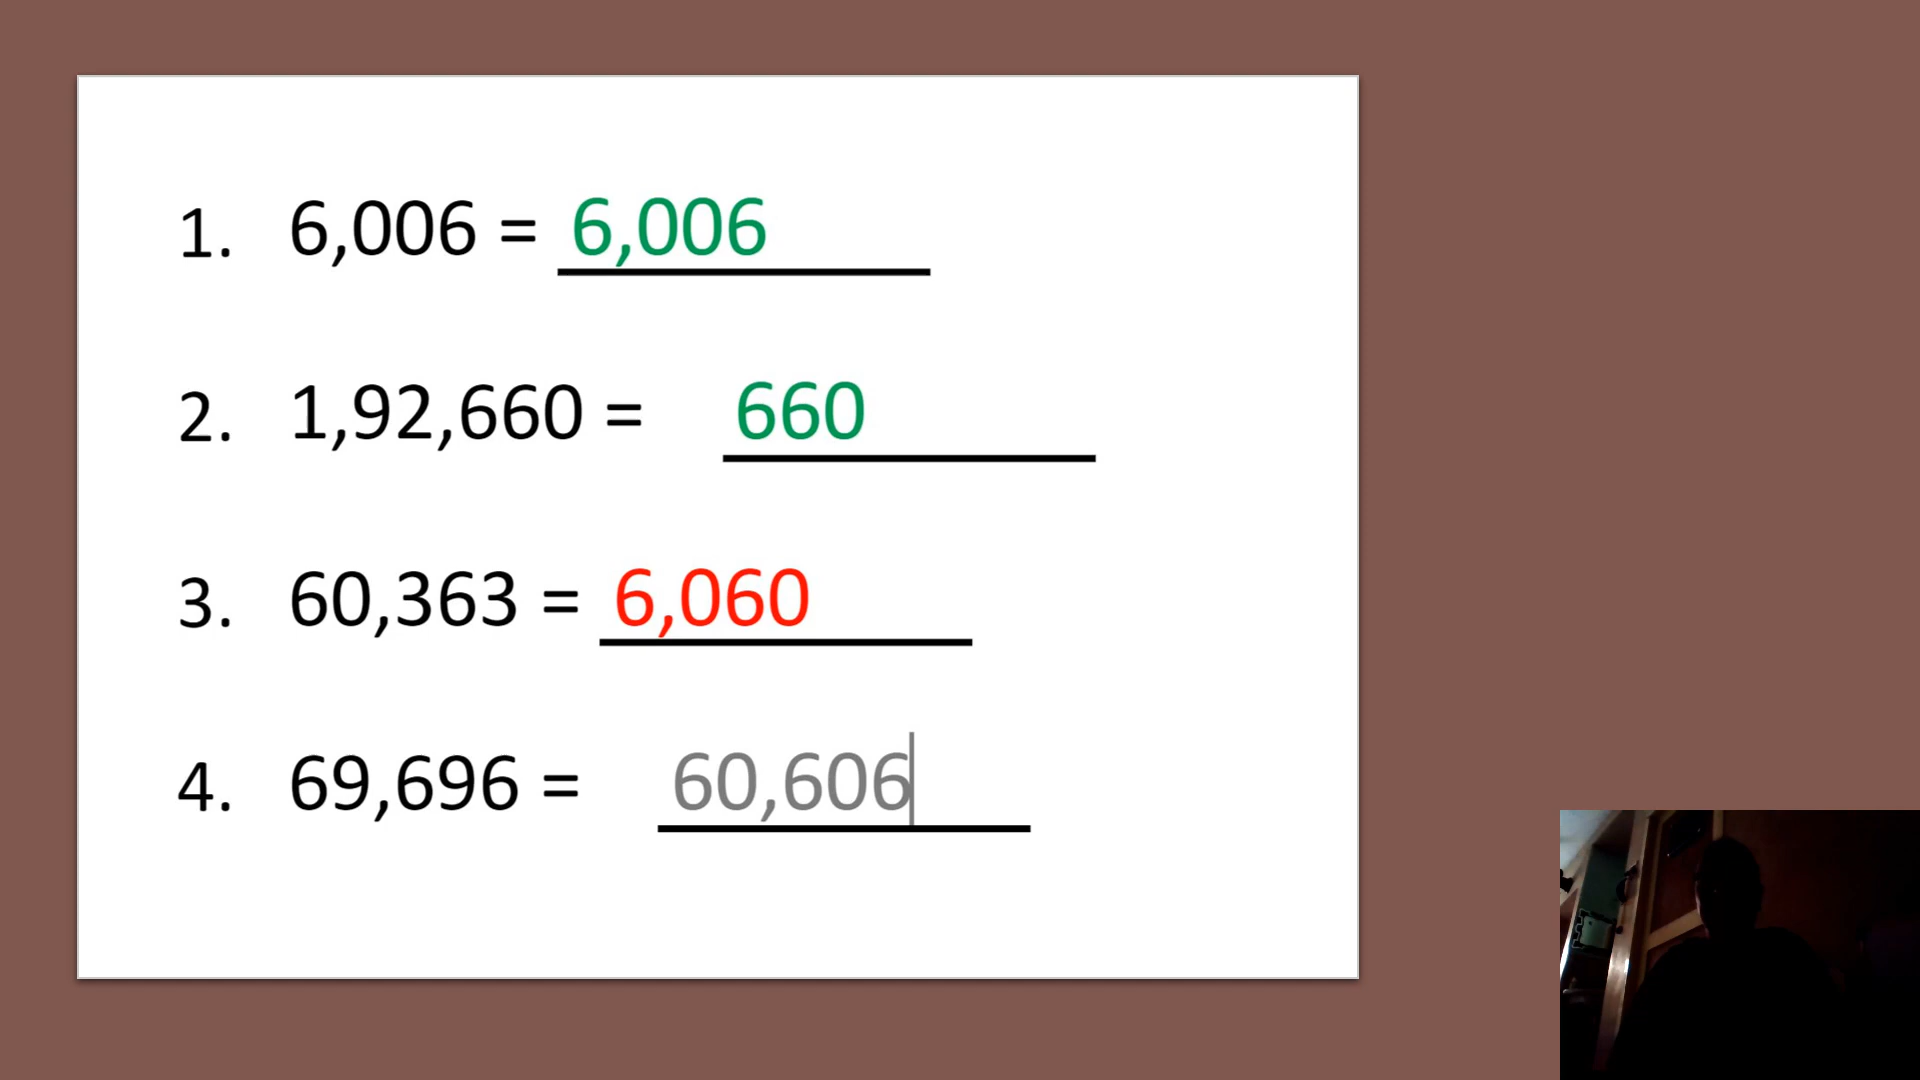 1. 6,006 = 6,006
2. 1,92,660 = 660
3. 60,363 = 6,060
4. 69,696 = 60,606